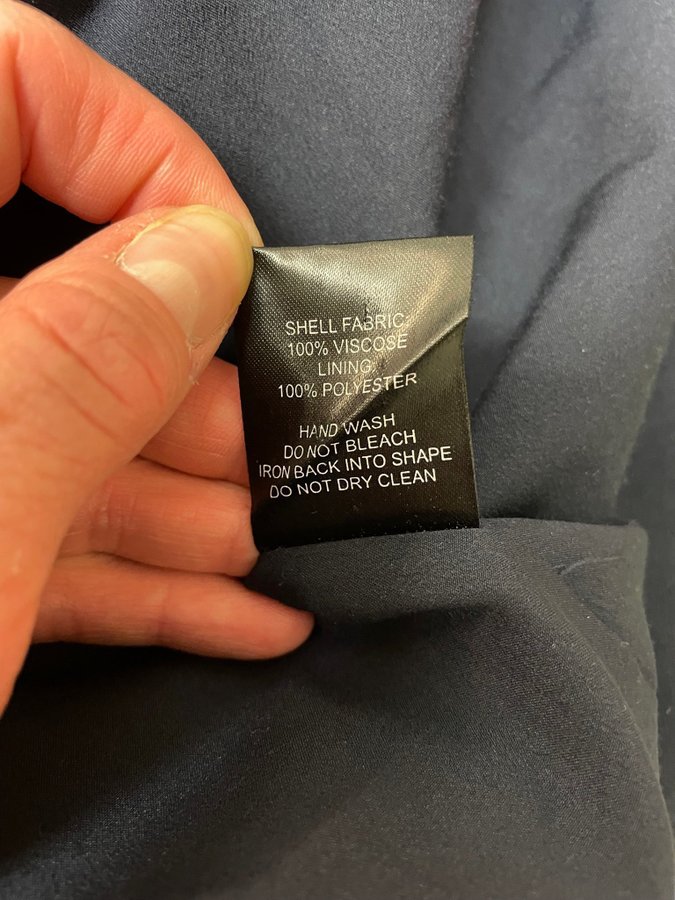 SHELL FABRIC:
100% VISCOSE
LINING:
100% POLYESTER
HAND WASH
DO NOT BLEACH
IRON BACK INTO SHAPE
DO NOT DRY CLEAN